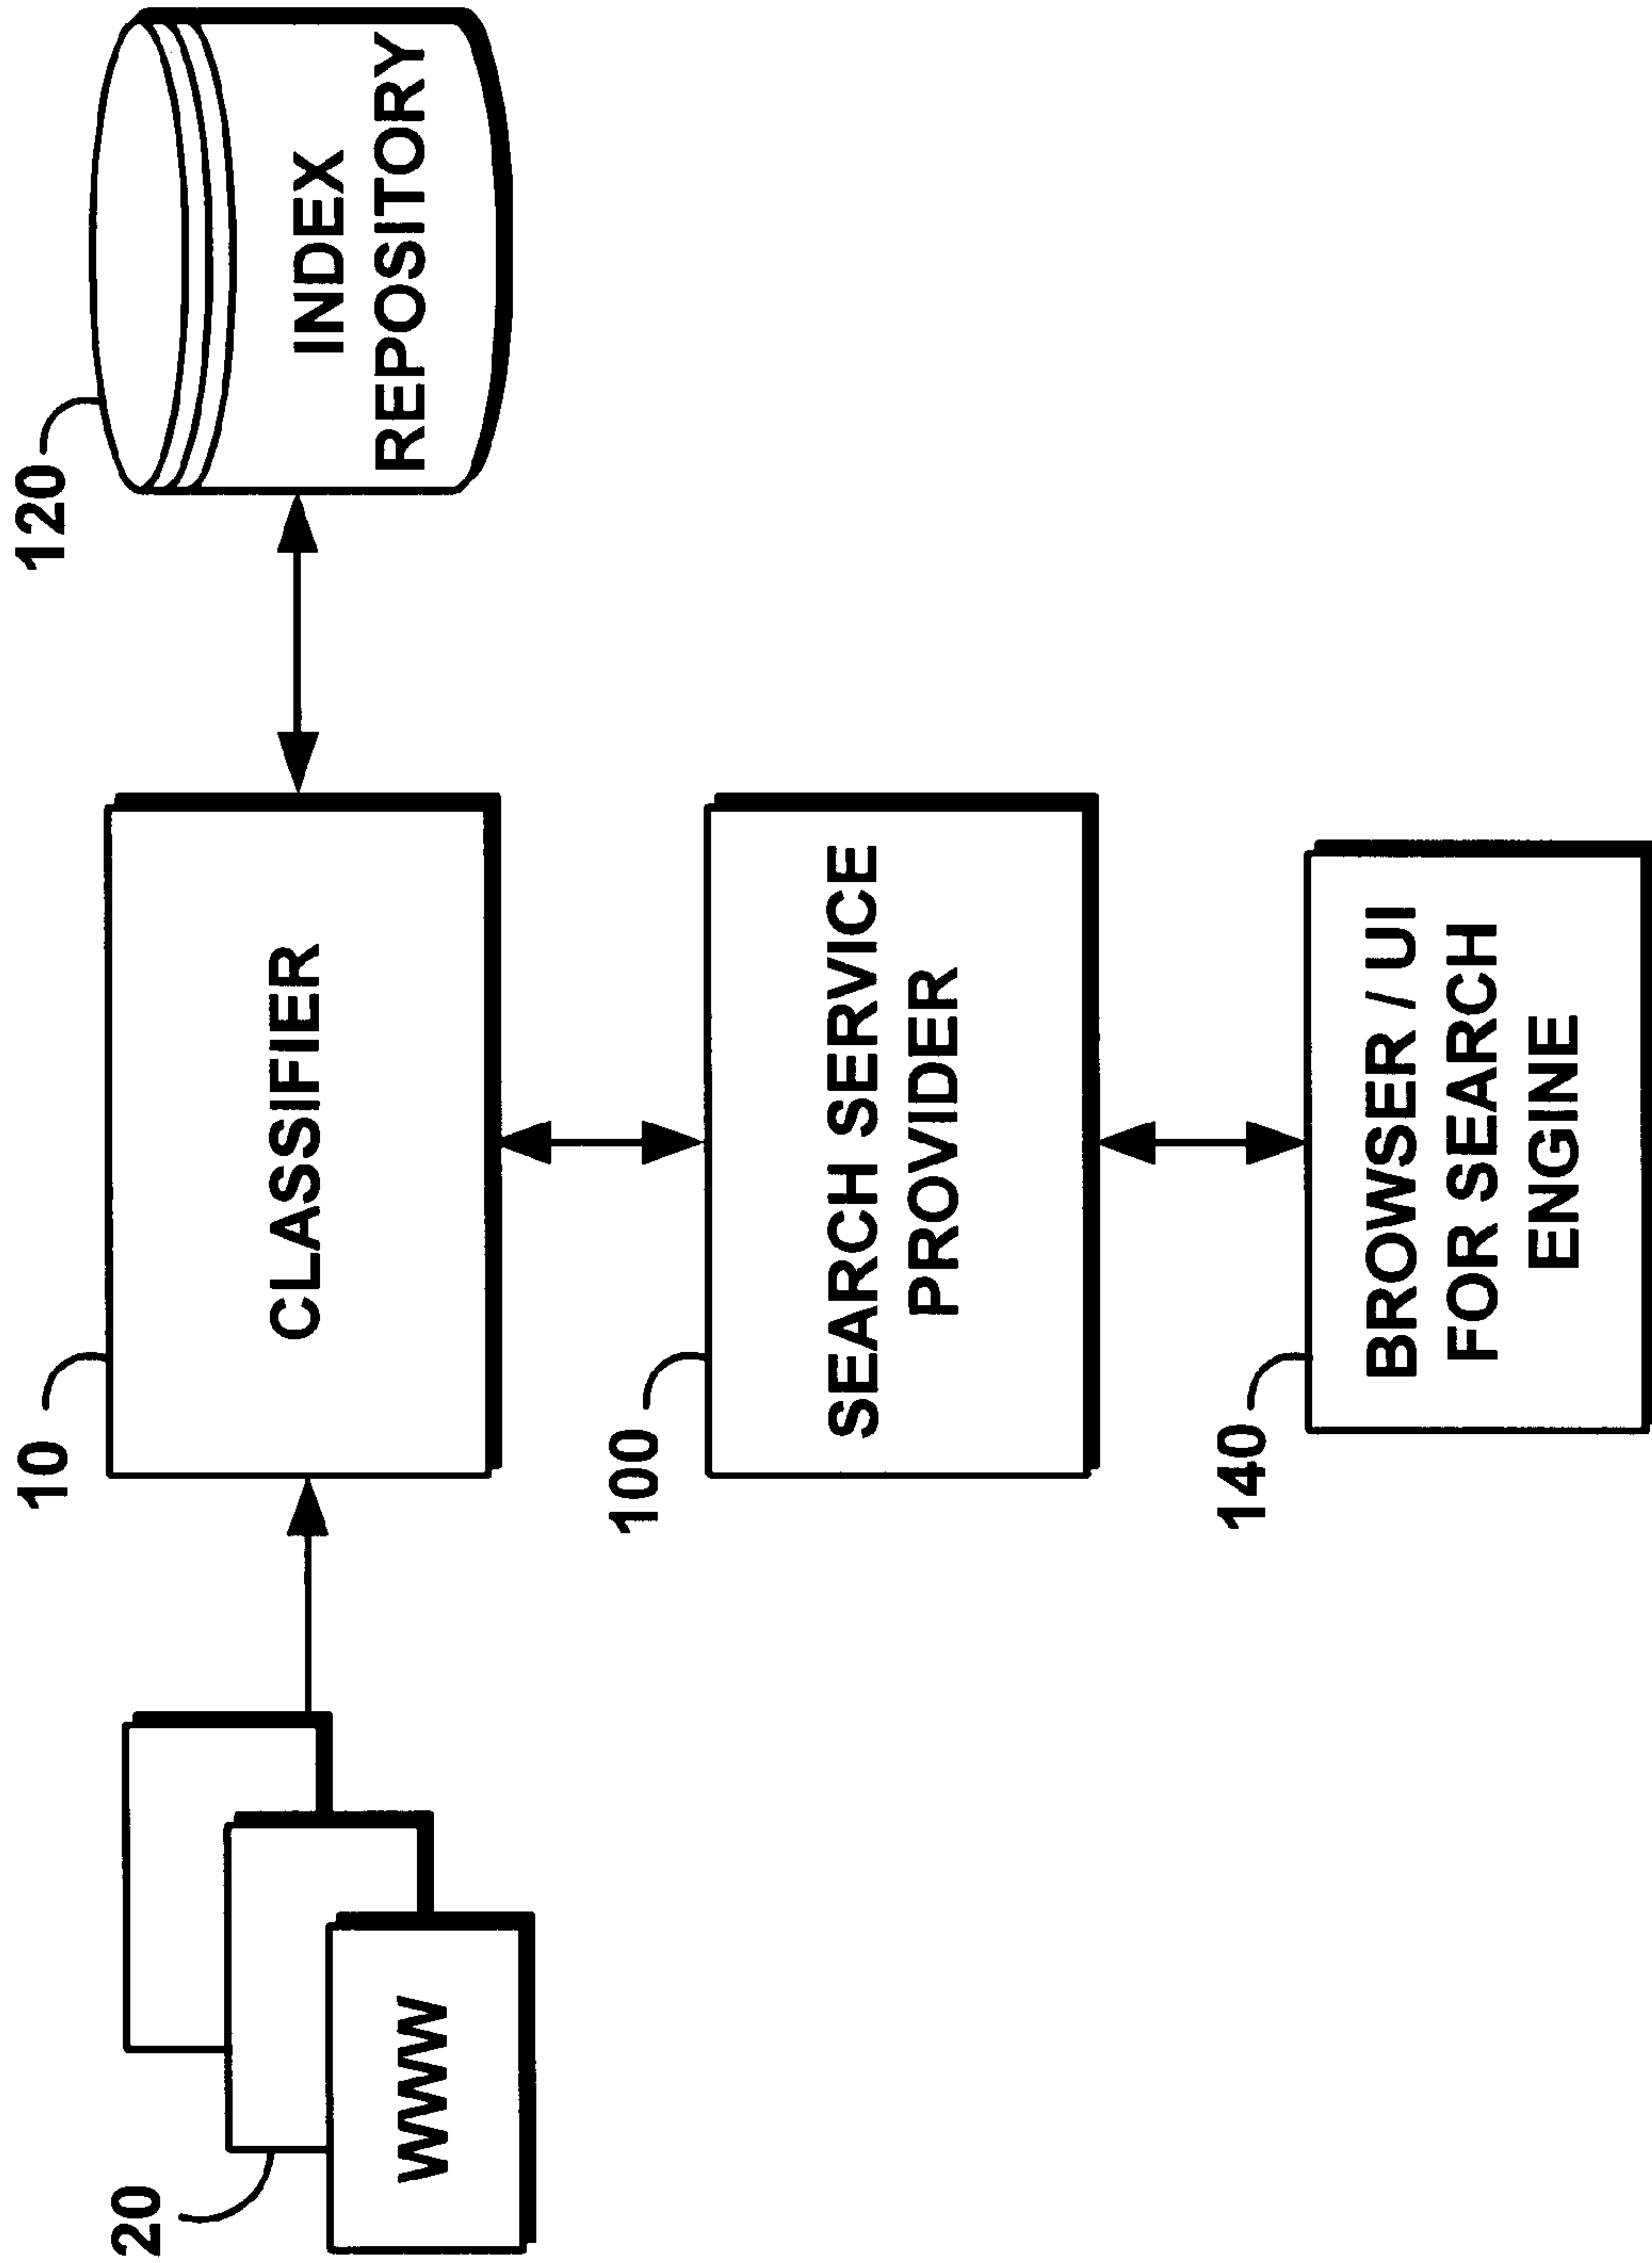 20
WWW
10
CLASSIFIER
120
INDEX
REPOSITORY
100
SEARCH SERVICE
PROVIDER
140
BROWSER / UI
FOR SEARCH
ENGINE